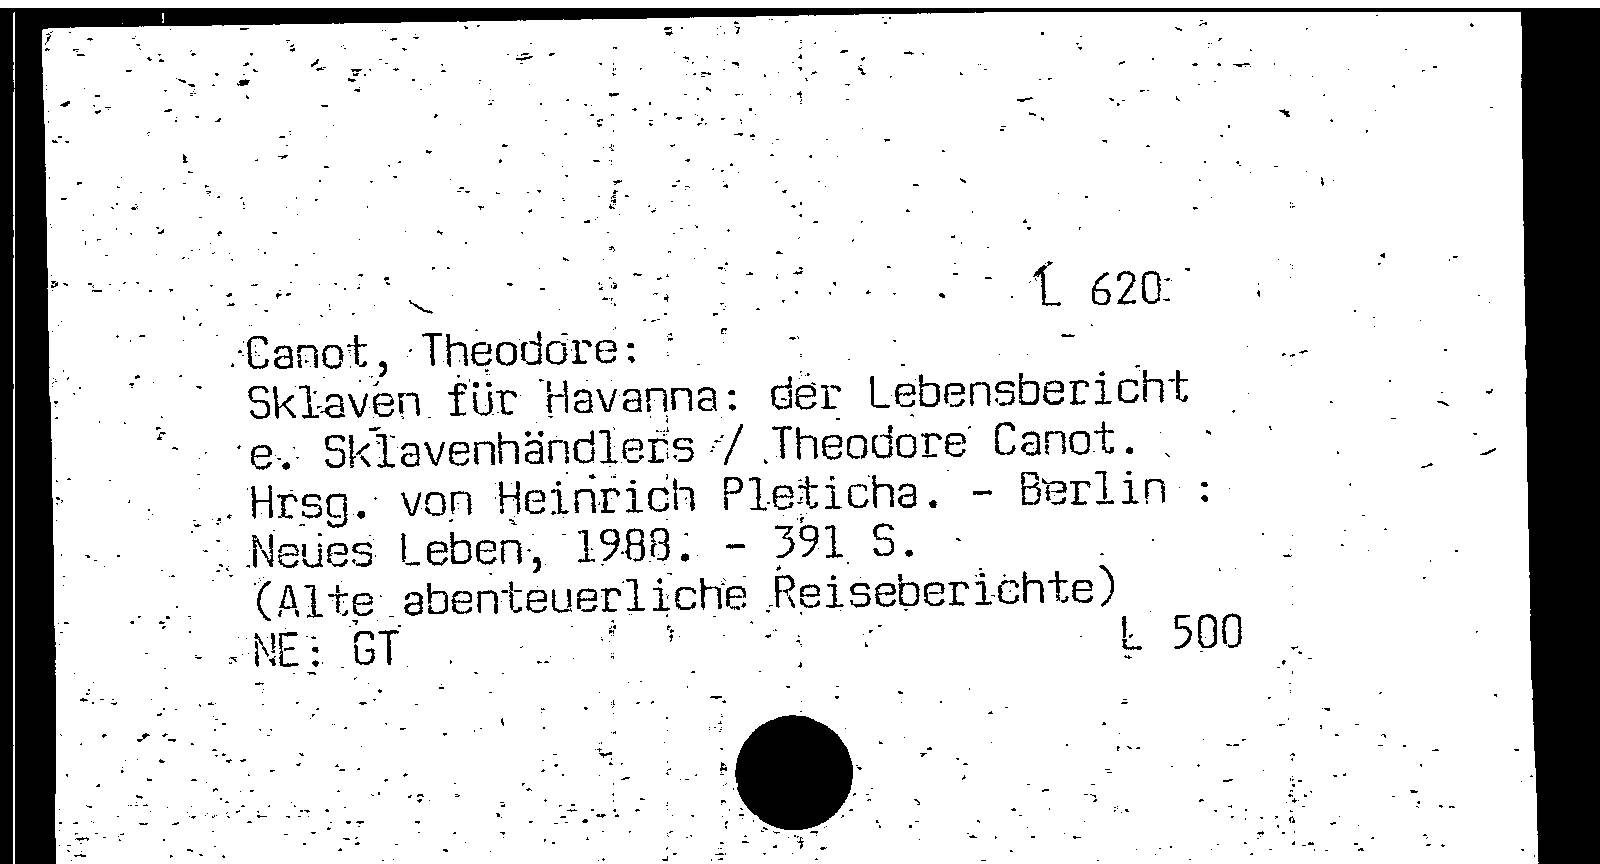 L 620
Canot, Theodore:
Sklaven für Havanna: der Lebensbericht
e. Sklavenhändlers / Theodore Canot.
Hrsg. von Heinrich Pleticha. - Berlin :
Neues Leben, 1988. - 391 S.
(Alte abenteuerliche Reiseberichte)
NE: GT L 500